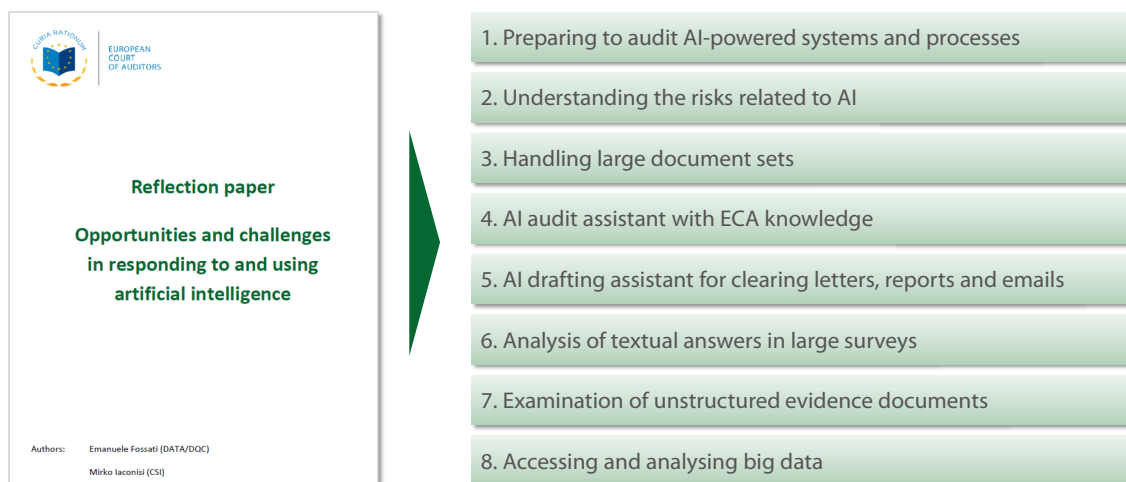 CURIA RATIONUM
EUROPEAN
COURT
OF AUDITORS
Reflection paper
Opportunities and challenges
in responding to and using
artificial intelligence
Authors: Emanuele Fossati (DATA/DQC)
Mirko Iaconisi (CSI)
1. Preparing to audit AI-powered systems and processes
2. Understanding the risks related to AI
3. Handling large document sets
4. AI audit assistant with ECA knowledge
5. AI drafting assistant for clearing letters, reports and emails
6. Analysis of textual answers in large surveys
7. Examination of unstructured evidence documents
8. Accessing and analysing big data